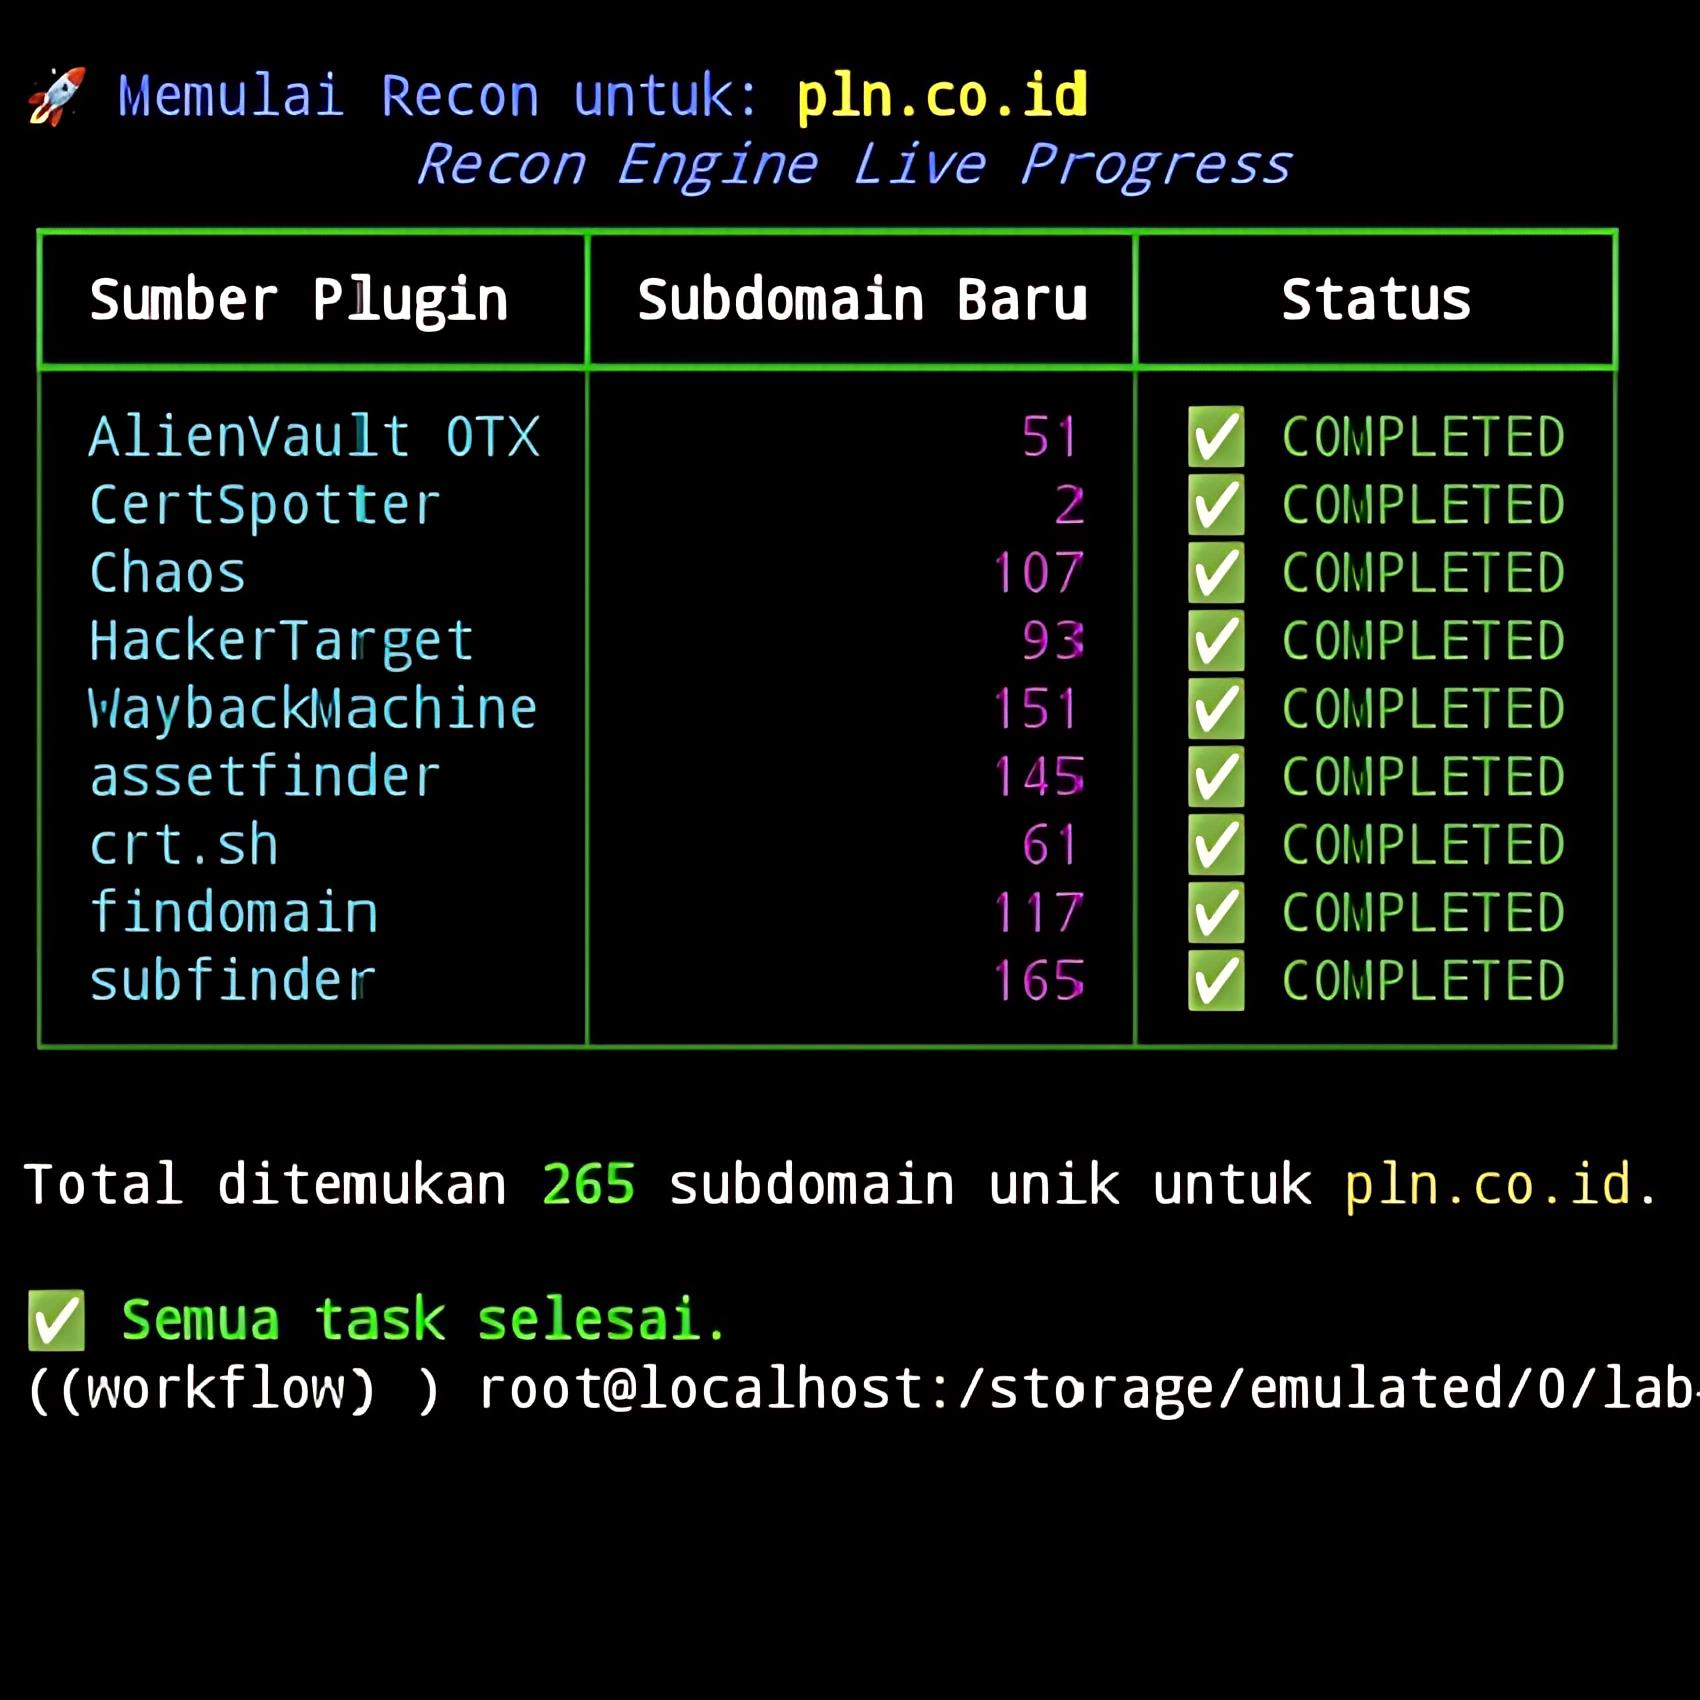 🚀 Memulai Recon untuk: pln.co.id
Recon Engine Live Progress
Sumber Plugin Subdomain Baru Status
AlienVault OTX 51 ✅ COMPLETED
CertSpotter 2 ✅ COMPLETED
Chaos 107 ✅ COMPLETED
HackerTarget 93 ✅ COMPLETED
WaybackMachine 151 ✅ COMPLETED
assetfinder 145 ✅ COMPLETED
crt.sh 61 ✅ COMPLETED
findomain 117 ✅ COMPLETED
subfinder 165 ✅ COMPLETED
Total ditemukan 265 subdomain unik untuk pln.co.id.
✅ Semua task selesai.
((workflow) ) root@localhost:/storage/emulated/0/lab-